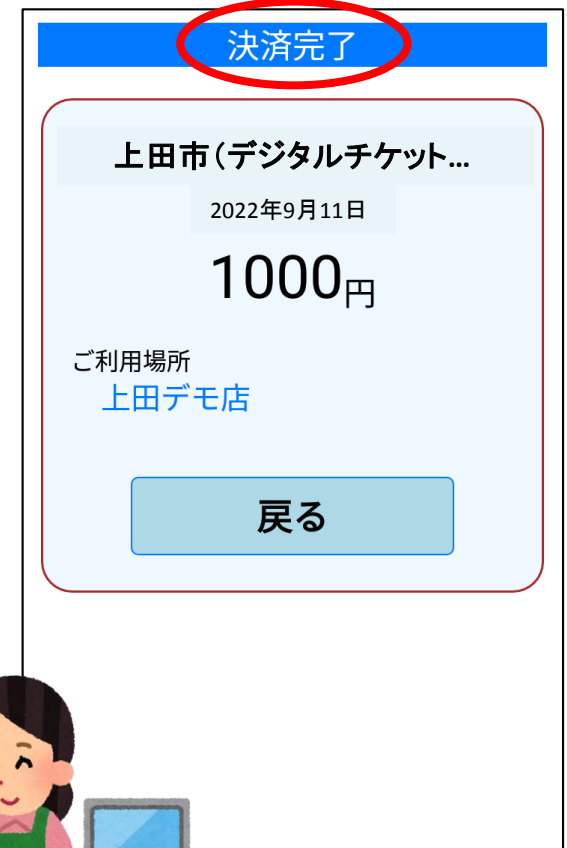 決済完了
上田市(デジタルチケット...
2022年9月11日
1000円
ご利用場所
上田デモ店
戻る